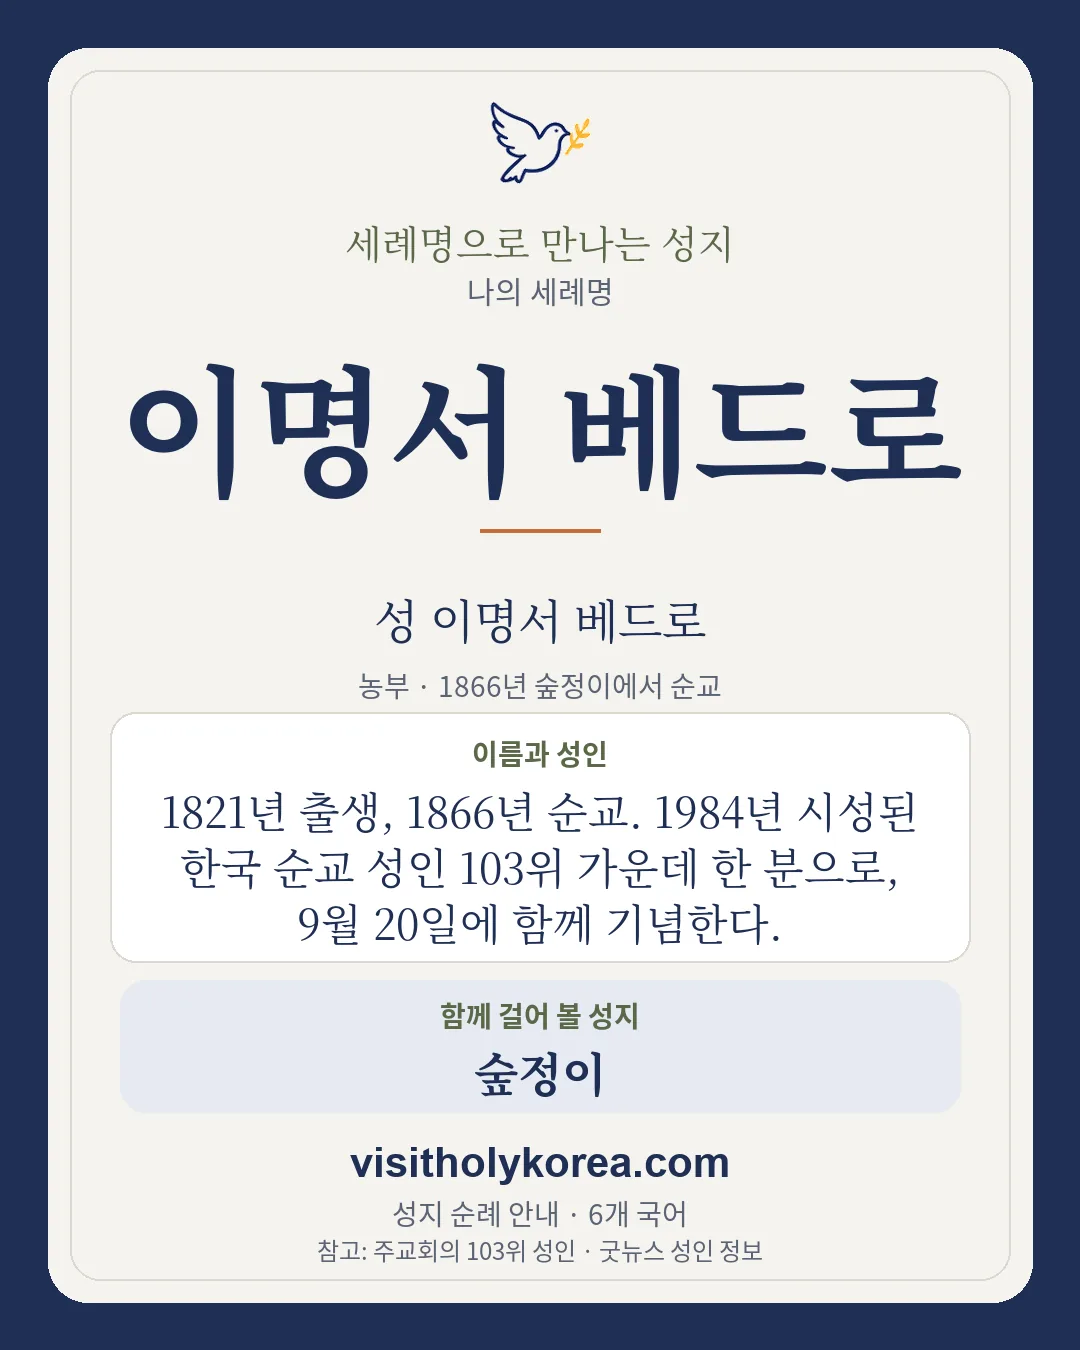 세례명으로 만나는 성지
나의 세례명
이명서 베드로
성 이명서 베드로
농부 · 1866년 숲정이에서 순교
이름과 성인
1821년 출생, 1866년 순교. 1984년 시성된
한국 순교 성인 103위 가운데 한 분으로,
9월 20일에 함께 기념한다.
함께 걸어 볼 성지
숲정이
visitholykorea.com
성지 순례 안내 · 6개 국어
참고: 주교회의 103위 성인 · 굿뉴스 성인 정보